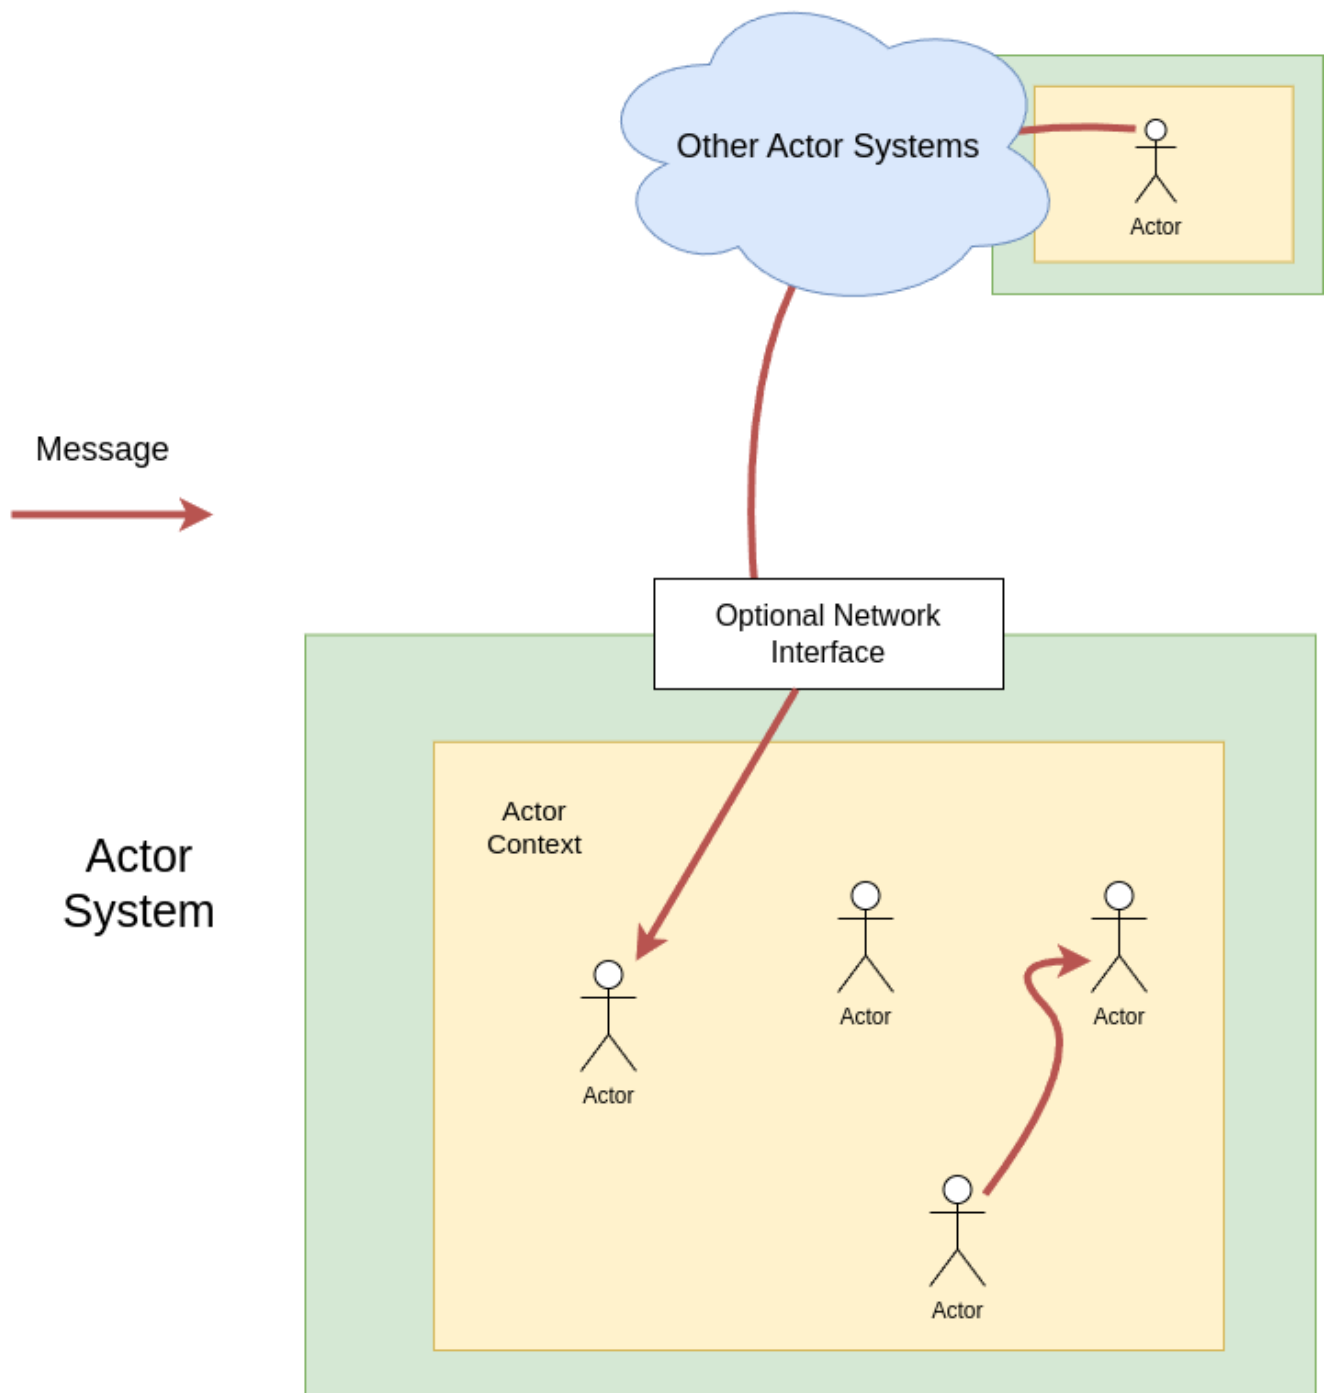 Other Actor Systems
Actor
Message
Optional Network
Interface
Actor
Context
Actor
System
Actor
Actor
Actor
Actor